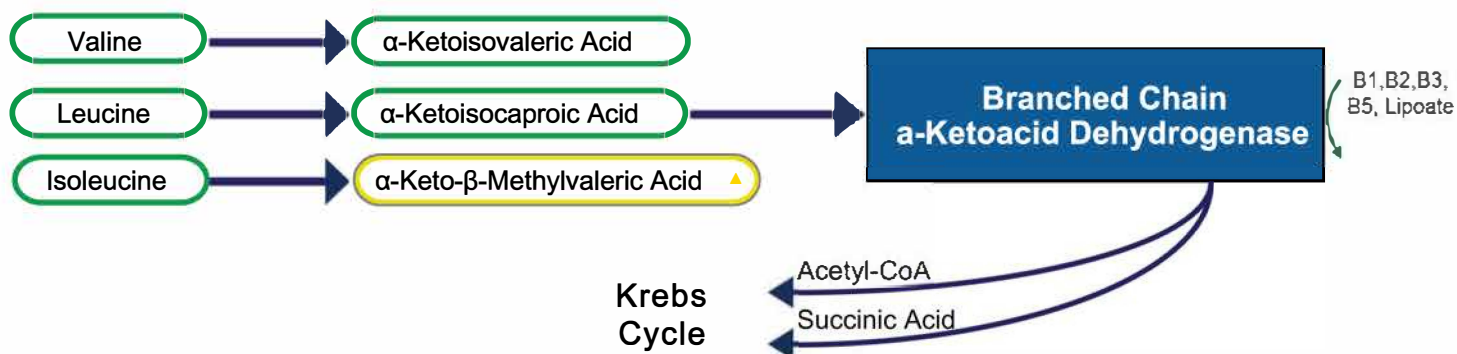 Valine
α-Ketoisovaleric Acid
Leucine
α-Ketoisocaproic Acid
Isoleucine
α-Keto-β-Methylvaleric Acid
Branched Chain
a-Ketoacid Dehydrogenase
B1,B2,B3,
B5, Lipoate
Acetyl-CoA
Krebs
Cycle
Succinic Acid